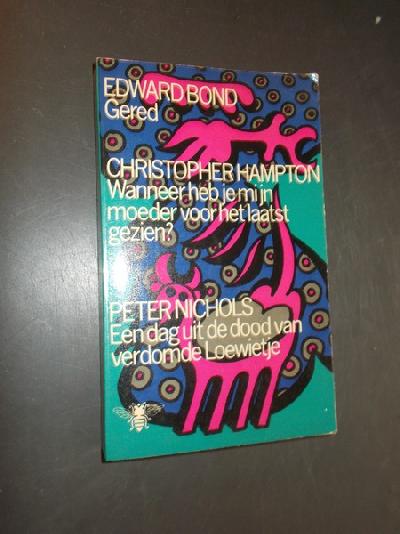 EDWARD BOND
Gered
CHRISTOPHER HAMPTON
Wanneer heb je mijn
moeder voor het laatst
gezien?
PETER NICHOLS
Een dag uit de dood van
verdomde Loewietje